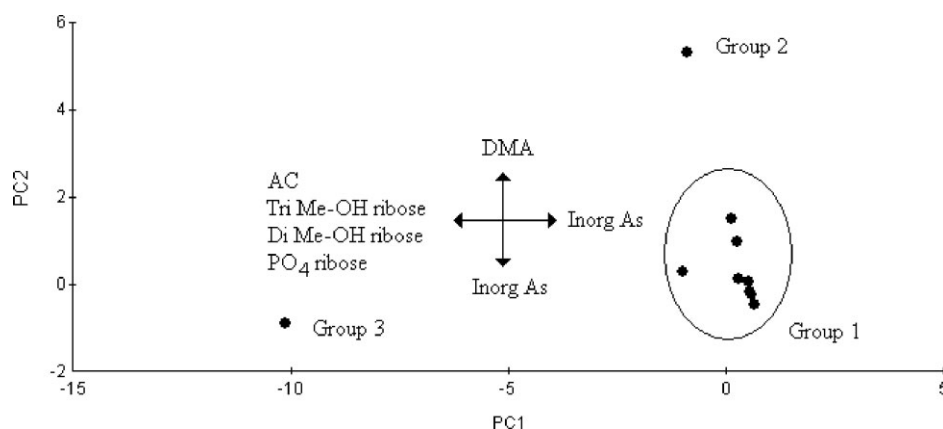 6
Group 2
4
DMA
PC2
AC
2
Tri Me-OH ribose
Inorg As
Di Me-OH ribose
PO4 ribose
0
Inorg As
Group 3
Group 1
-2
-15
-10
-5
0
5
PC1